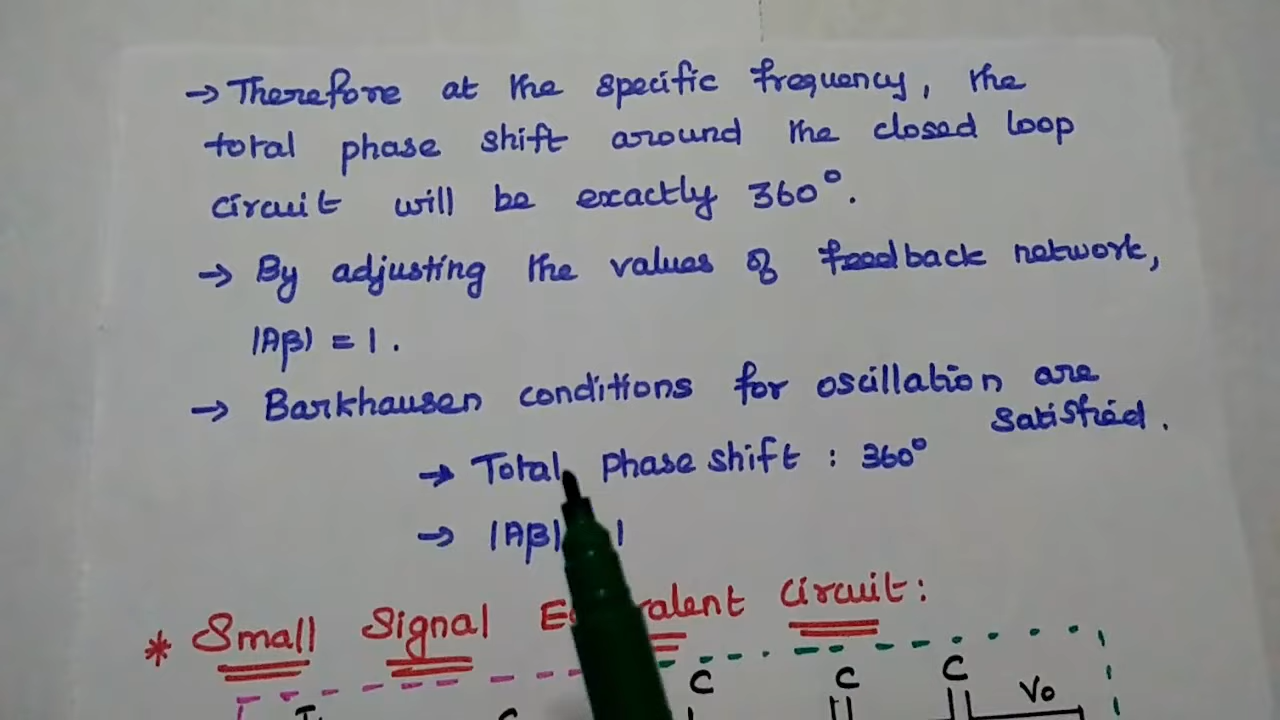 → Therefore at the specific frequency, the
total phase shift around the closed loop
circuit will be exactly 360°.
→ By adjusting the values of feedback network,
|Aβ| = 1.
→ Barkhausen conditions for oscillation are
satisfied.
→ Total phase shift : 360°
→ |Aβ| 1
* Small Signal Circuit:
C C C Vo